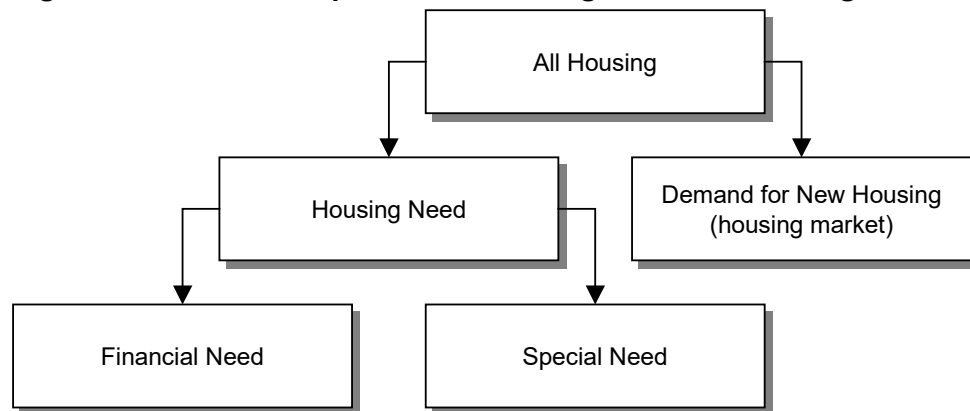 All Housing
Housing Need
Demand for New Housing
(housing market)
Financial Need
Special Need